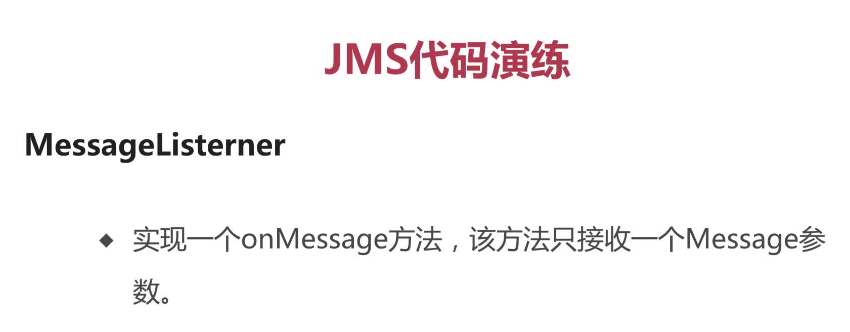 JMS代码演练
MessageListerner
◆ 实现一个onMessage方法，该方法只接收一个Message参
数。